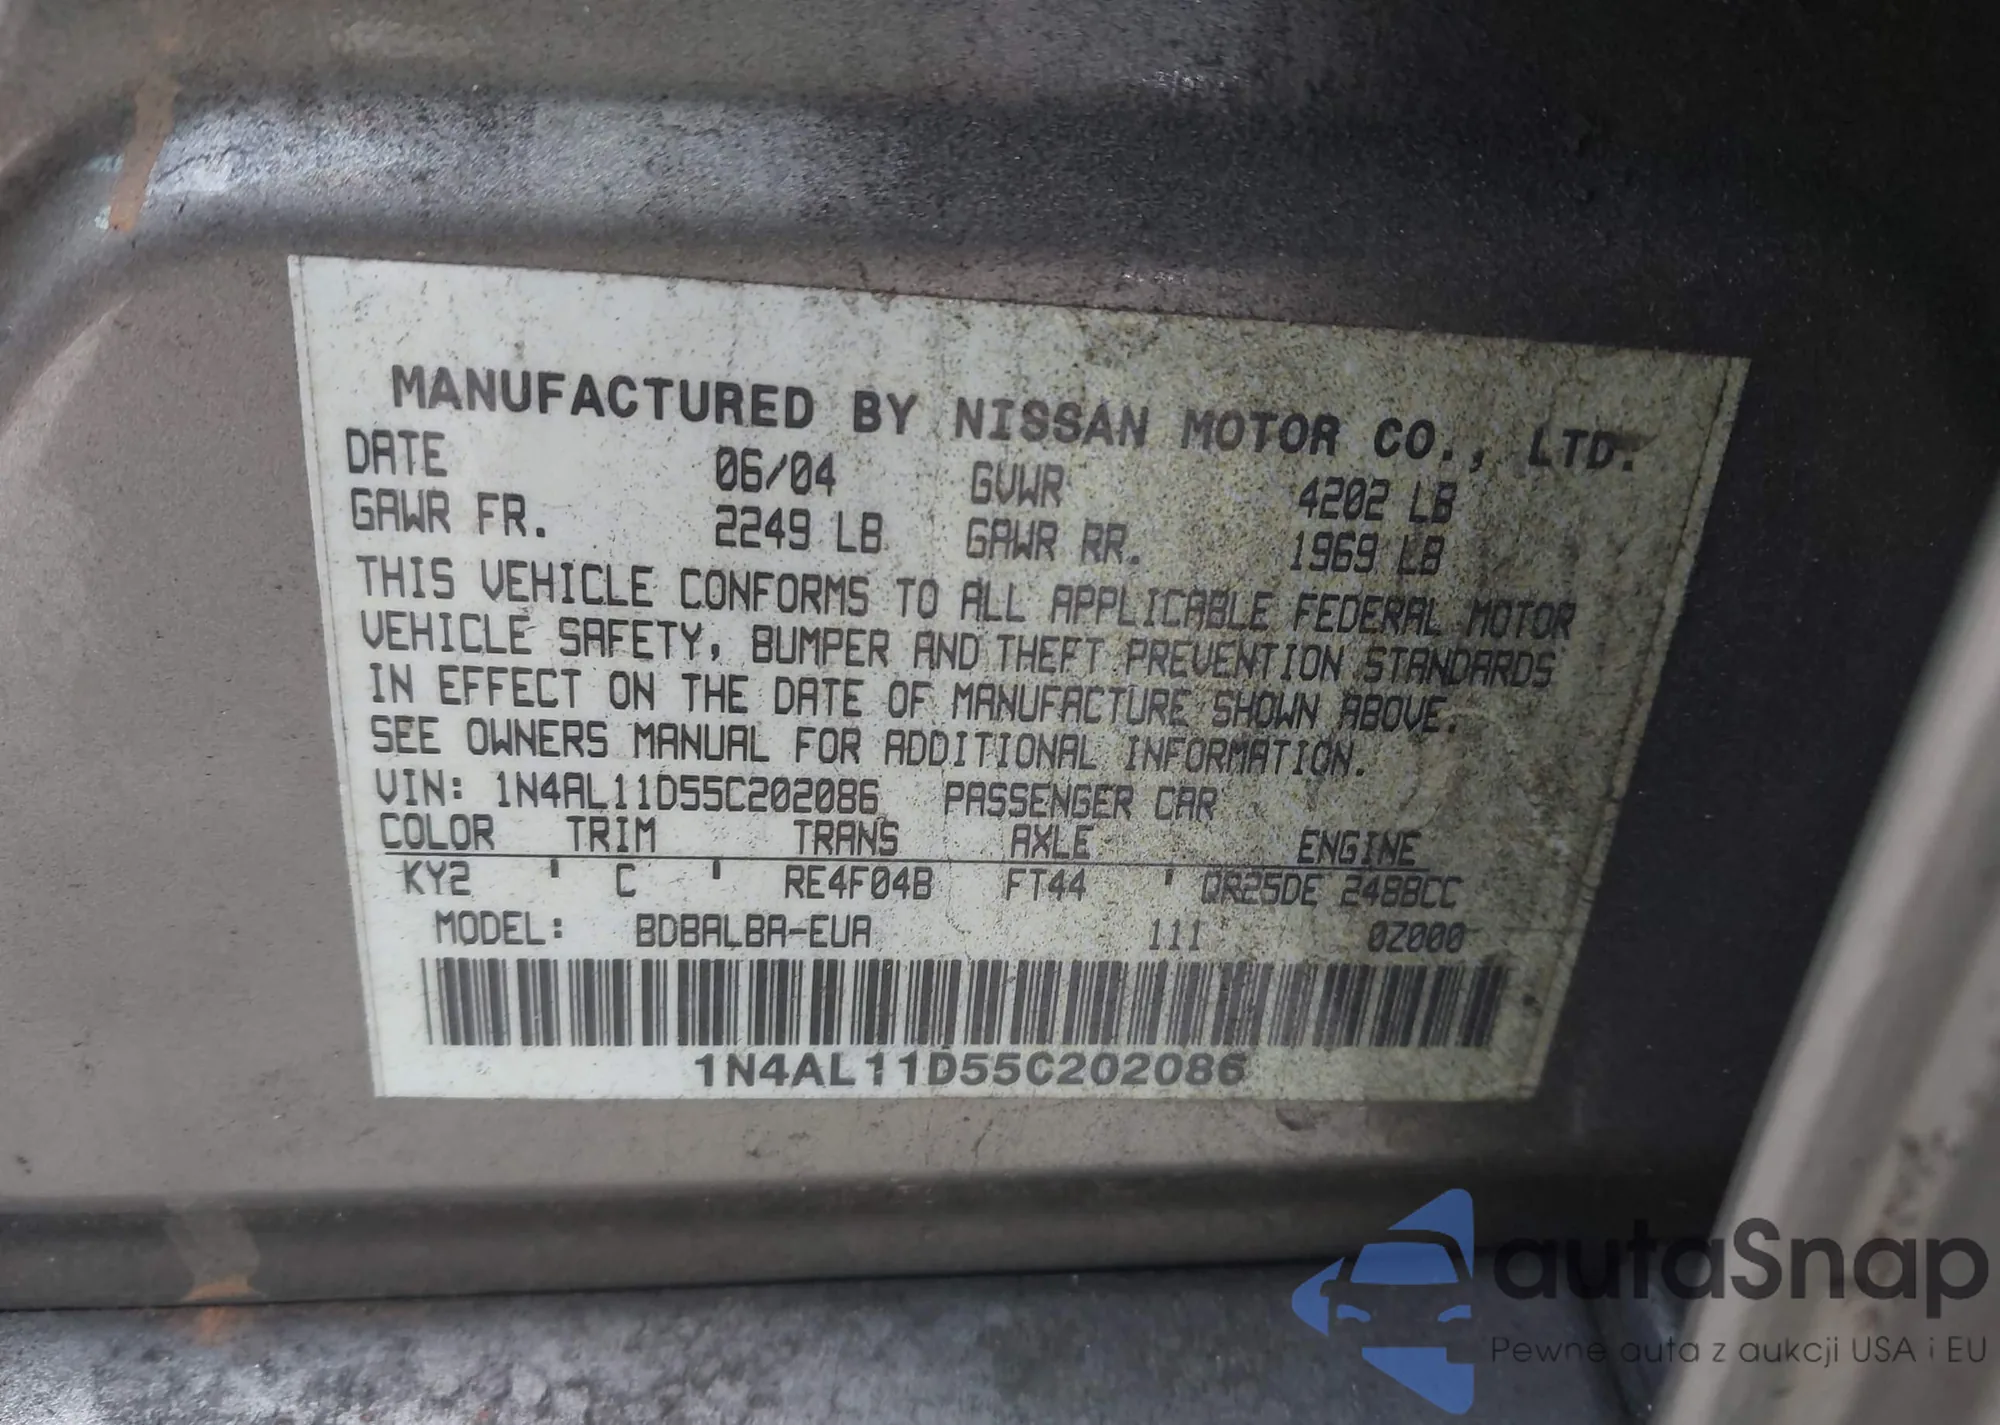 MANUFACTURED BY NISSAN MOTOR CO., LTD.
DATE 06/04 GVWR 4202 LB
GAWR FR. 2249 LB GAWR RR. 1969 LB
THIS VEHICLE CONFORMS TO ALL APPLICABLE FEDERAL MOTOR
VEHICLE SAFETY, BUMPER AND THEFT PREVENTION STANDARDS
IN EFFECT ON THE DATE OF MANUFACTURE SHOWN ABOVE.
SEE OWNERS MANUAL FOR ADDITIONAL INFORMATION.
VIN: 1N4AL11D55C202086 PASSENGER CAR
COLOR TRIM TRANS AXLE ENGINE
KY2 ' C ' RE4F04B FT44 ' QR25DE 2488CC
MODEL: BDBALBA-EUA 111 0Z000
1N4AL11D55C202086
autaSnap
Pewne auta z aukcji USA i EU